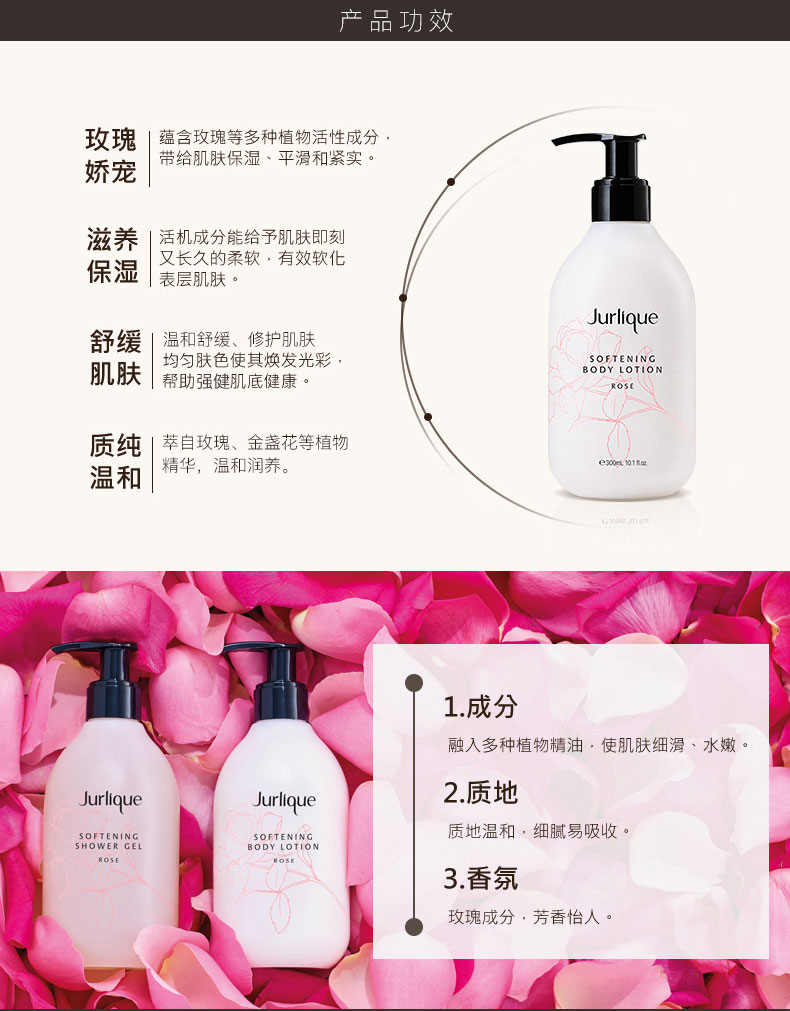 产品功效
玫瑰
娇宠
蕴含玫瑰等多种植物活性成分，
带给肌肤保湿、平滑和紧实。
滋养
保湿
活机成分能给予肌肤即刻
又长久的柔软，有效软化
表层肌肤。
舒缓
肌肤
温和舒缓、修护肌肤
均匀肤色使其焕发光彩，
帮助强健肌底健康。
质纯
温和
萃自玫瑰、金盏花等植物
精华，温和润养。
Jurlique
SOFTENING
BODY LOTION
ROSE
℮300mL 10.1 fl.oz.
Jurlique
SOFTENING
SHOWER GEL
ROSE
Jurlique
SOFTENING
BODY LOTION
ROSE
1.成分
融入多种植物精油，使肌肤细滑、水嫩。
2.质地
质地温和，细腻易吸收。
3.香氛
玫瑰成分，芳香怡人。